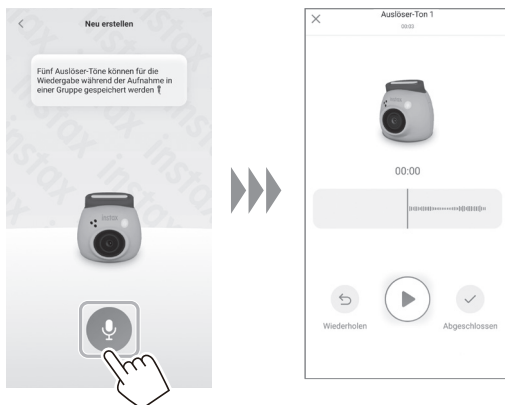 Neu erstellen
Fünf Auslöser-Töne können für die
Wiedergabe während der Aufnahme in
einer Gruppe gespeichert werden
instax
Auslöser-Ton 1
00:03
00:00
Wiederholen
Abgeschlossen